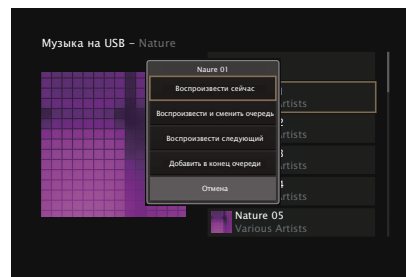 Музыка на USB – Nature
Naure 01
Воспроизвести сейчас
Воспроизвести и сменить очередь
Воспроизвести следующий
Добавить в конец очереди
Отмена
Nature 05
Various Artists